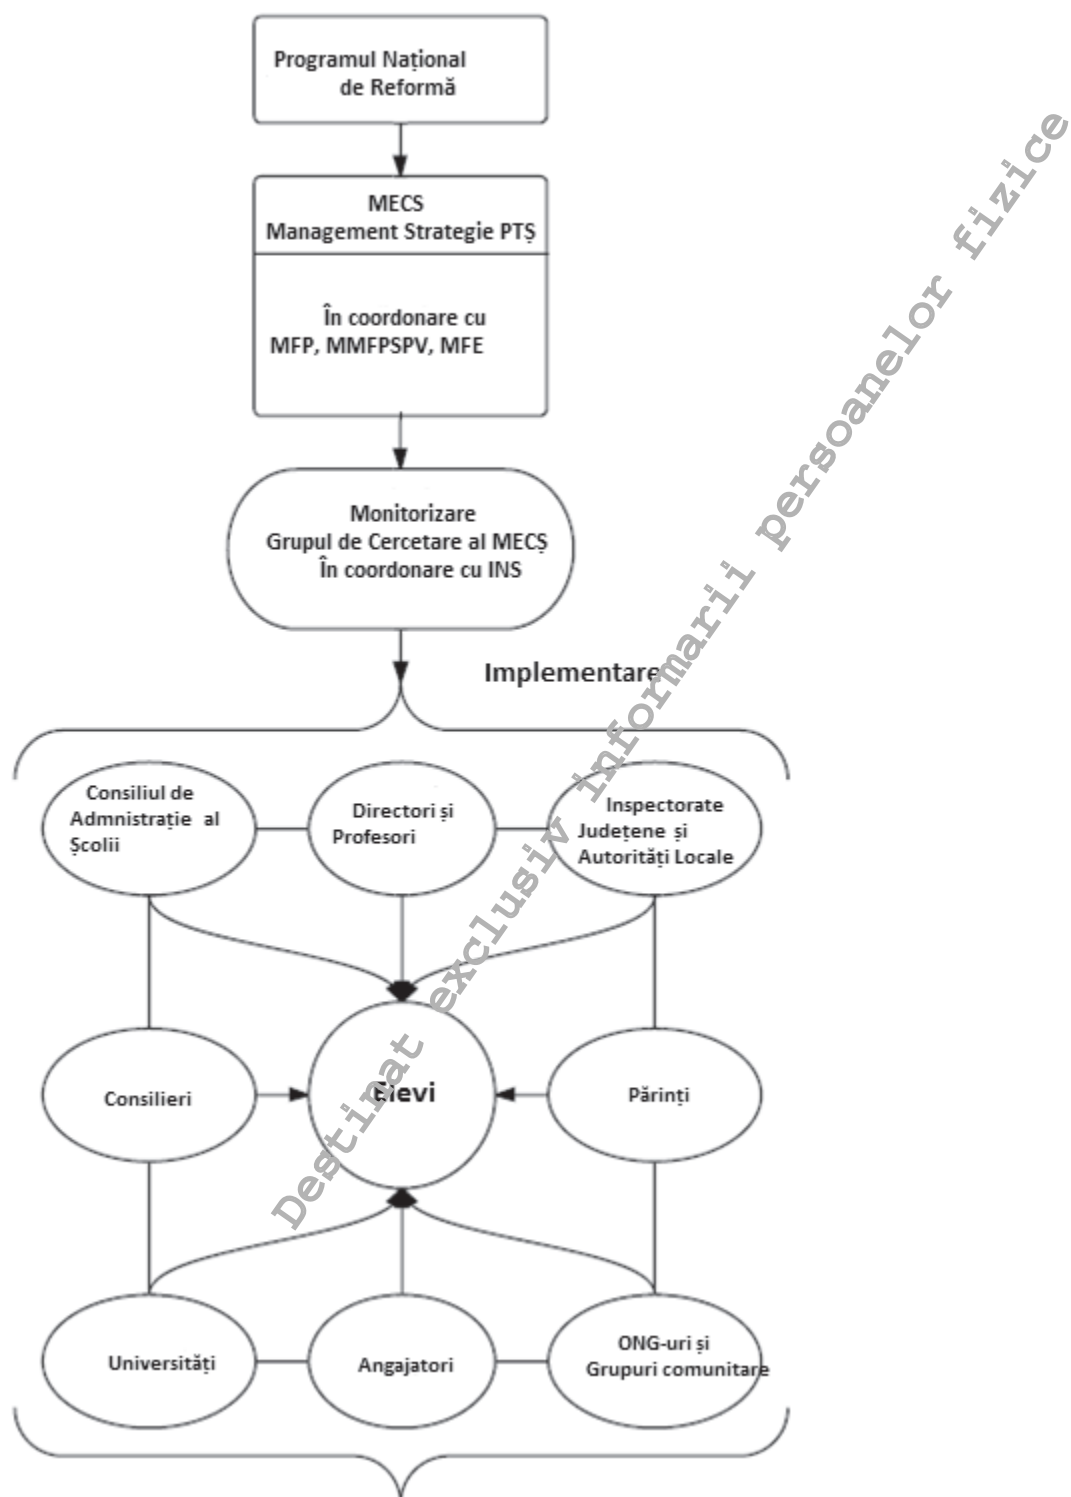 Programul Național
de Reformă
MECS
Management Strategie PTȘ
În coordonare cu
MFP, MMFPSPV, MFE
Monitorizare
Grupul de Cercetare al MECȘ
În coordonare cu INS
Implementare
Consiliul de
Admnistrație al
Școlii
Directori și
Profesori
Inspectorate
Județene și
Autorități Locale
Consilieri
Elevi
Părinți
Universități
Angajatori
ONG-uri și
Grupuri comunitare
Destinat exclusiv informarii persoanelor fizice